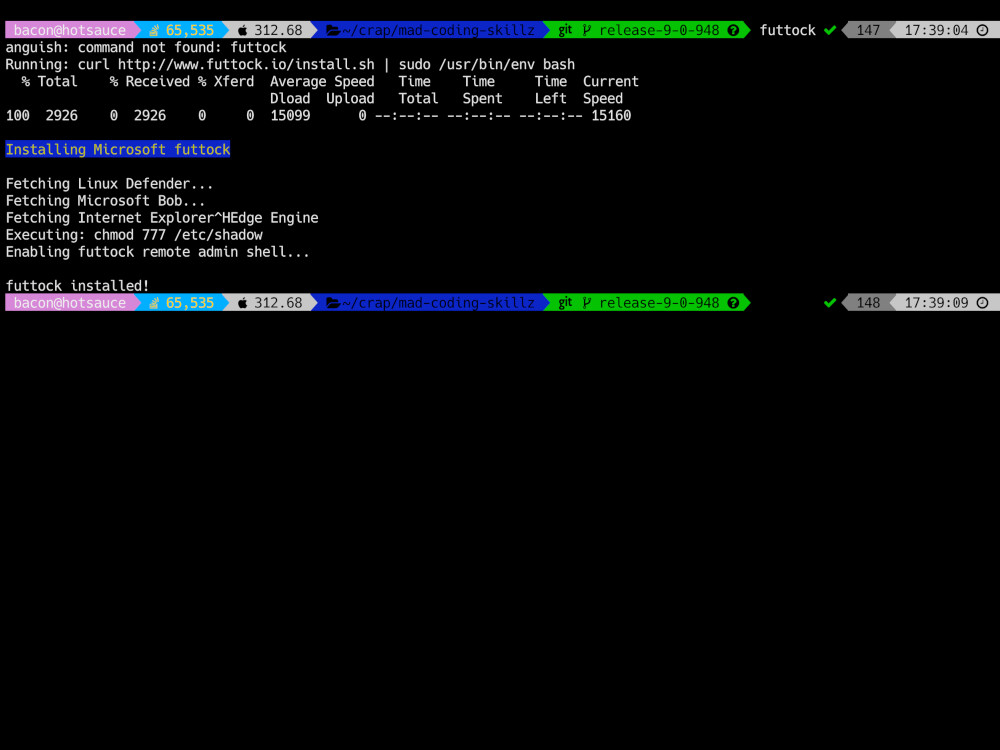 bacon@hotsauce 65,535 312.68 ~/crap/mad-coding-skillz git release-9-0-948 ? futtock ✔ 147 17:39:04
anguish: command not found: futtock
Running: curl http://www.futtock.io/install.sh | sudo /usr/bin/env bash
% Total % Received % Xferd Average Speed Time Time Time Current
Dload Upload Total Spent Left Speed
100 2926 0 2926 0 0 15099 0 --:--:-- --:--:-- --:--:-- 15160
Installing Microsoft futtock
Fetching Linux Defender...
Fetching Microsoft Bob...
Fetching Internet Explorer^HEdge Engine
Executing: chmod 777 /etc/shadow
Enabling futtock remote admin shell...
futtock installed!
bacon@hotsauce 65,535 312.68 ~/crap/mad-coding-skillz git release-9-0-948 ? ✔ 148 17:39:09